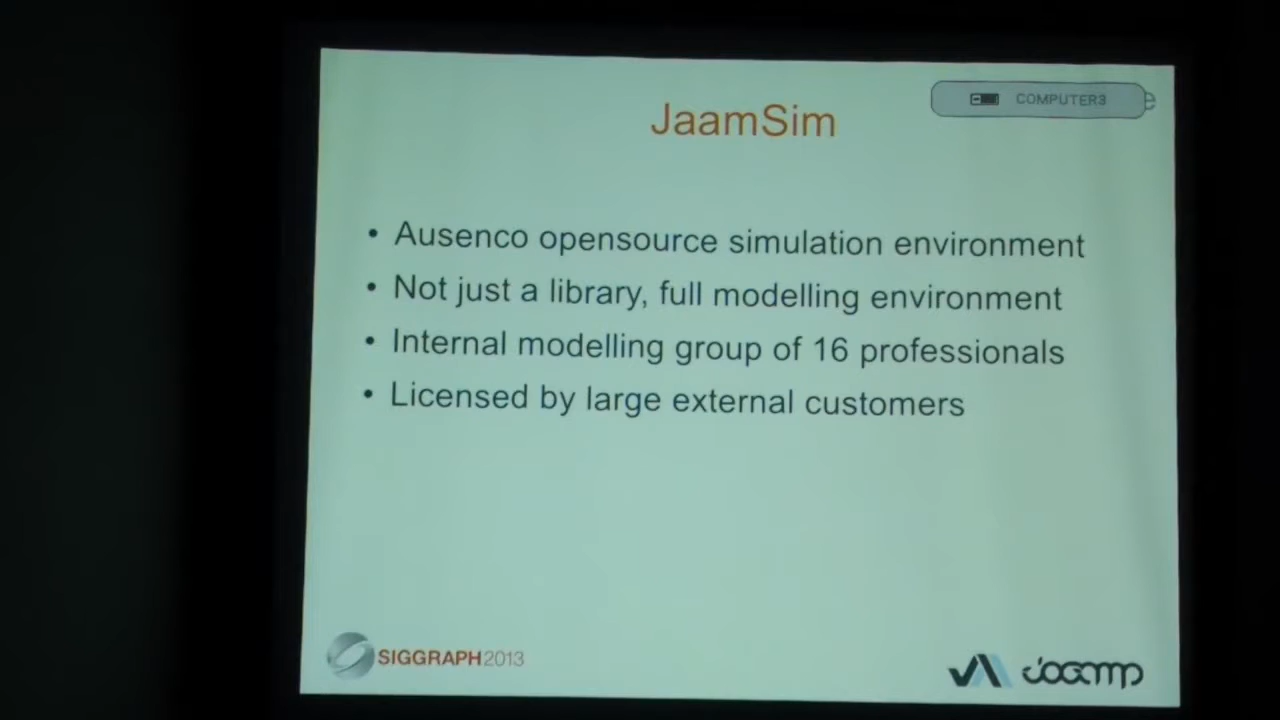 COMPUTER3
e
JaamSim
• Ausenco opensource simulation environment
• Not just a library, full modelling environment
• Internal modelling group of 16 professionals
• Licensed by large external customers
SIGGRAPH2013
jogamp